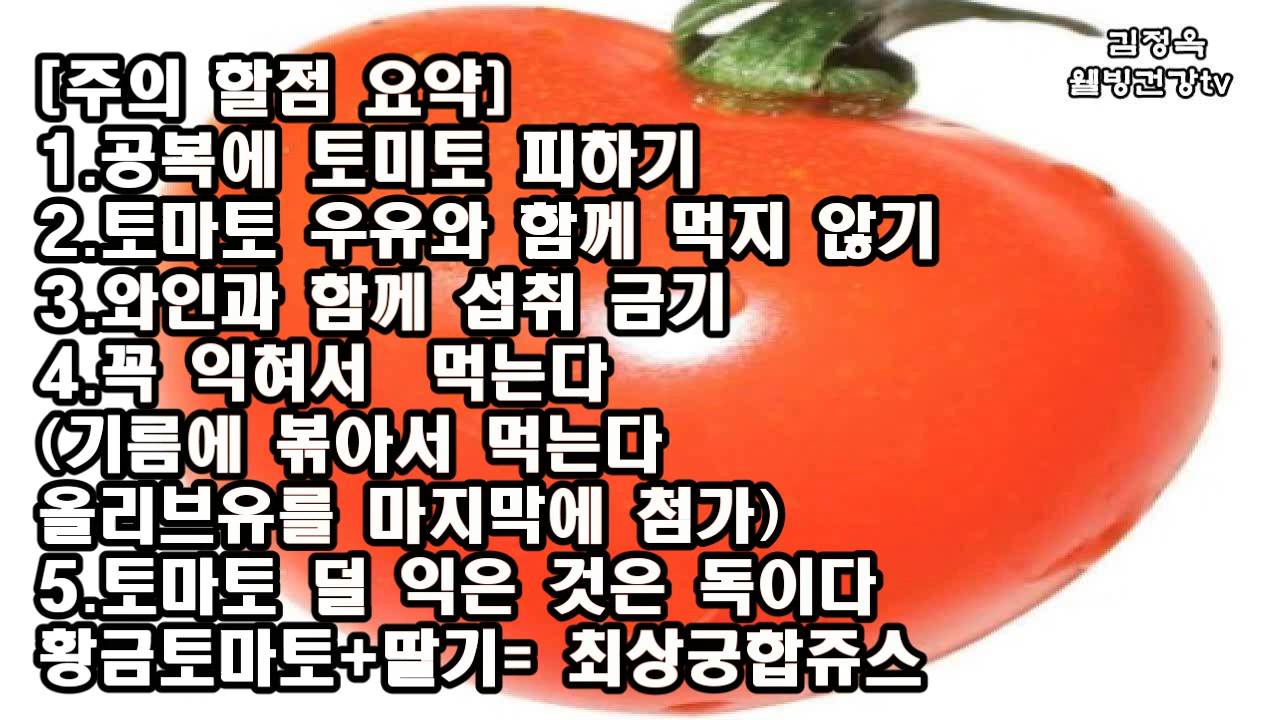 김정옥
웰빙건강tv
[주의 할점 요약]
1.공복에 토미토 피하기
2.토마토 우유와 함께 먹지 않기
3.와인과 함께 섭취 금기
4.꼭 익혀서 먹는다
(기름에 볶아서 먹는다
올리브유를 마지막에 첨가)
5.토마토 덜 익은 것은 독이다
황금토마토+딸기= 최상궁합쥬스